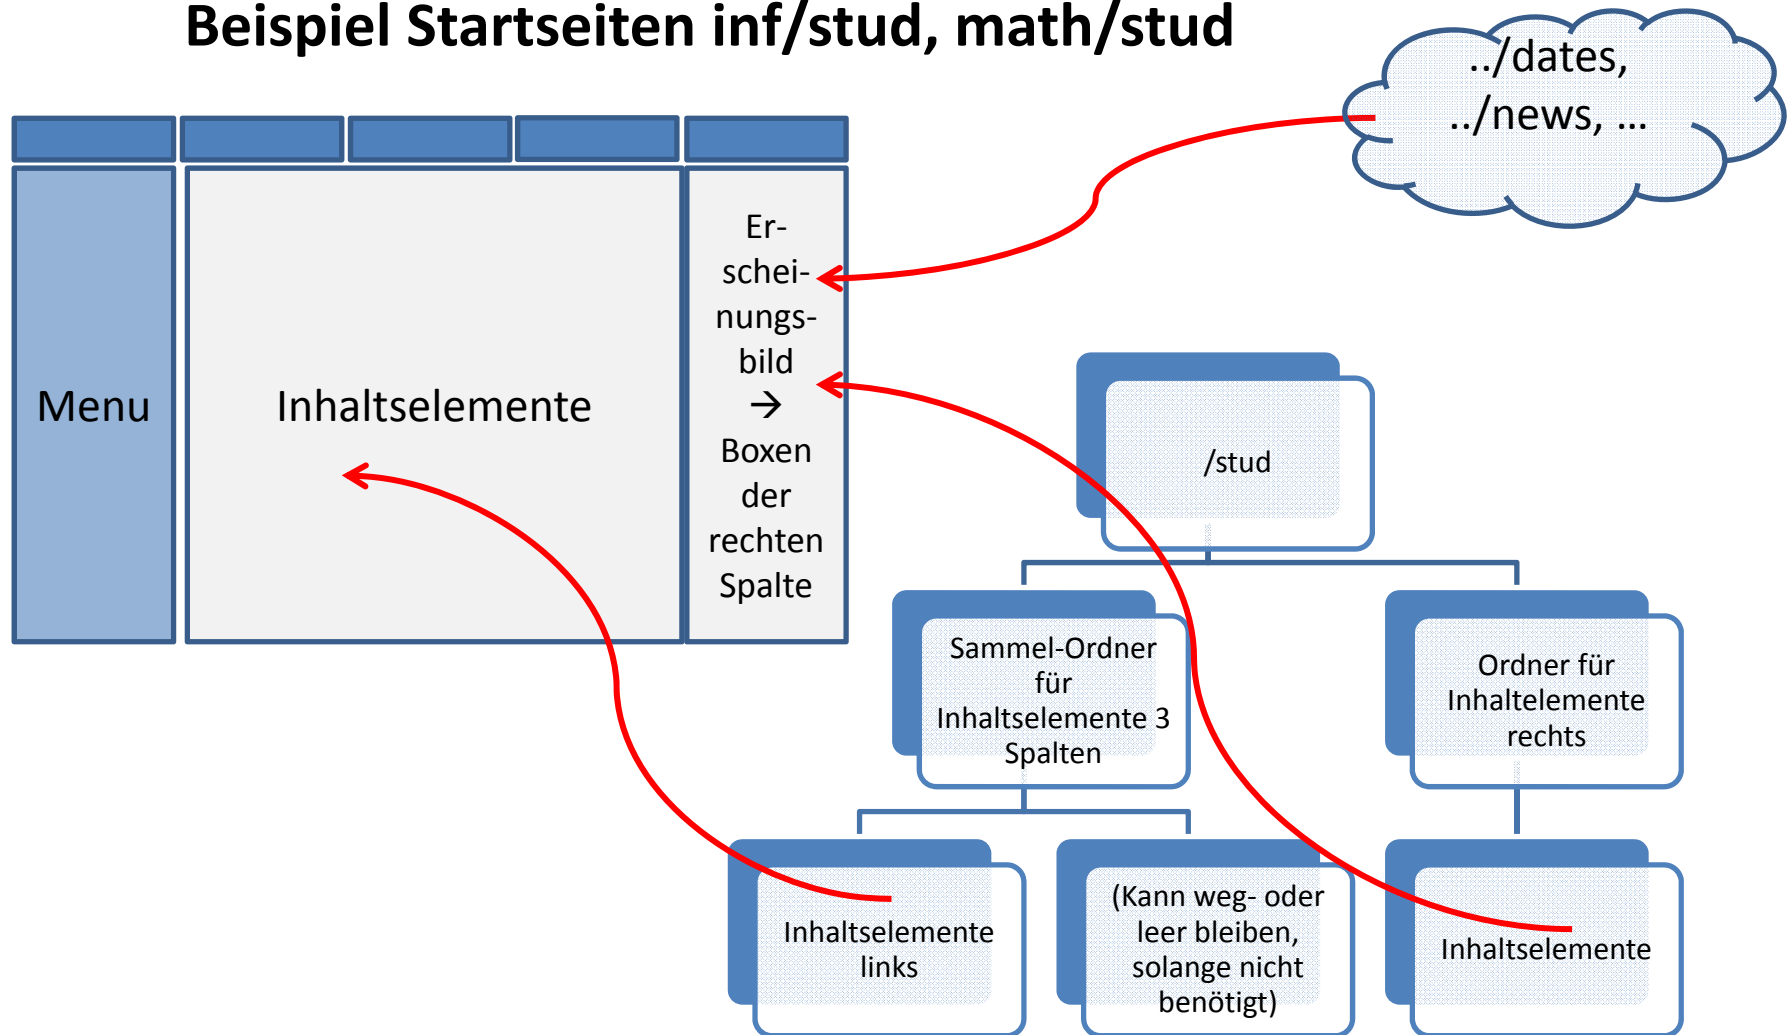 Beispiel Startseiten inf/stud, math/stud
../dates,
../news, …
Menu
Inhaltselemente
Er-
schei-
nungs-
bild
→
Boxen
der
rechten
Spalte
/stud
Sammel-Ordner
für
Inhaltselemente 3
Spalten
Ordner für
Inhaltelemente
rechts
Inhaltselemente
links
(Kann weg- oder
leer bleiben,
solange nicht
benötigt)
Inhaltselemente